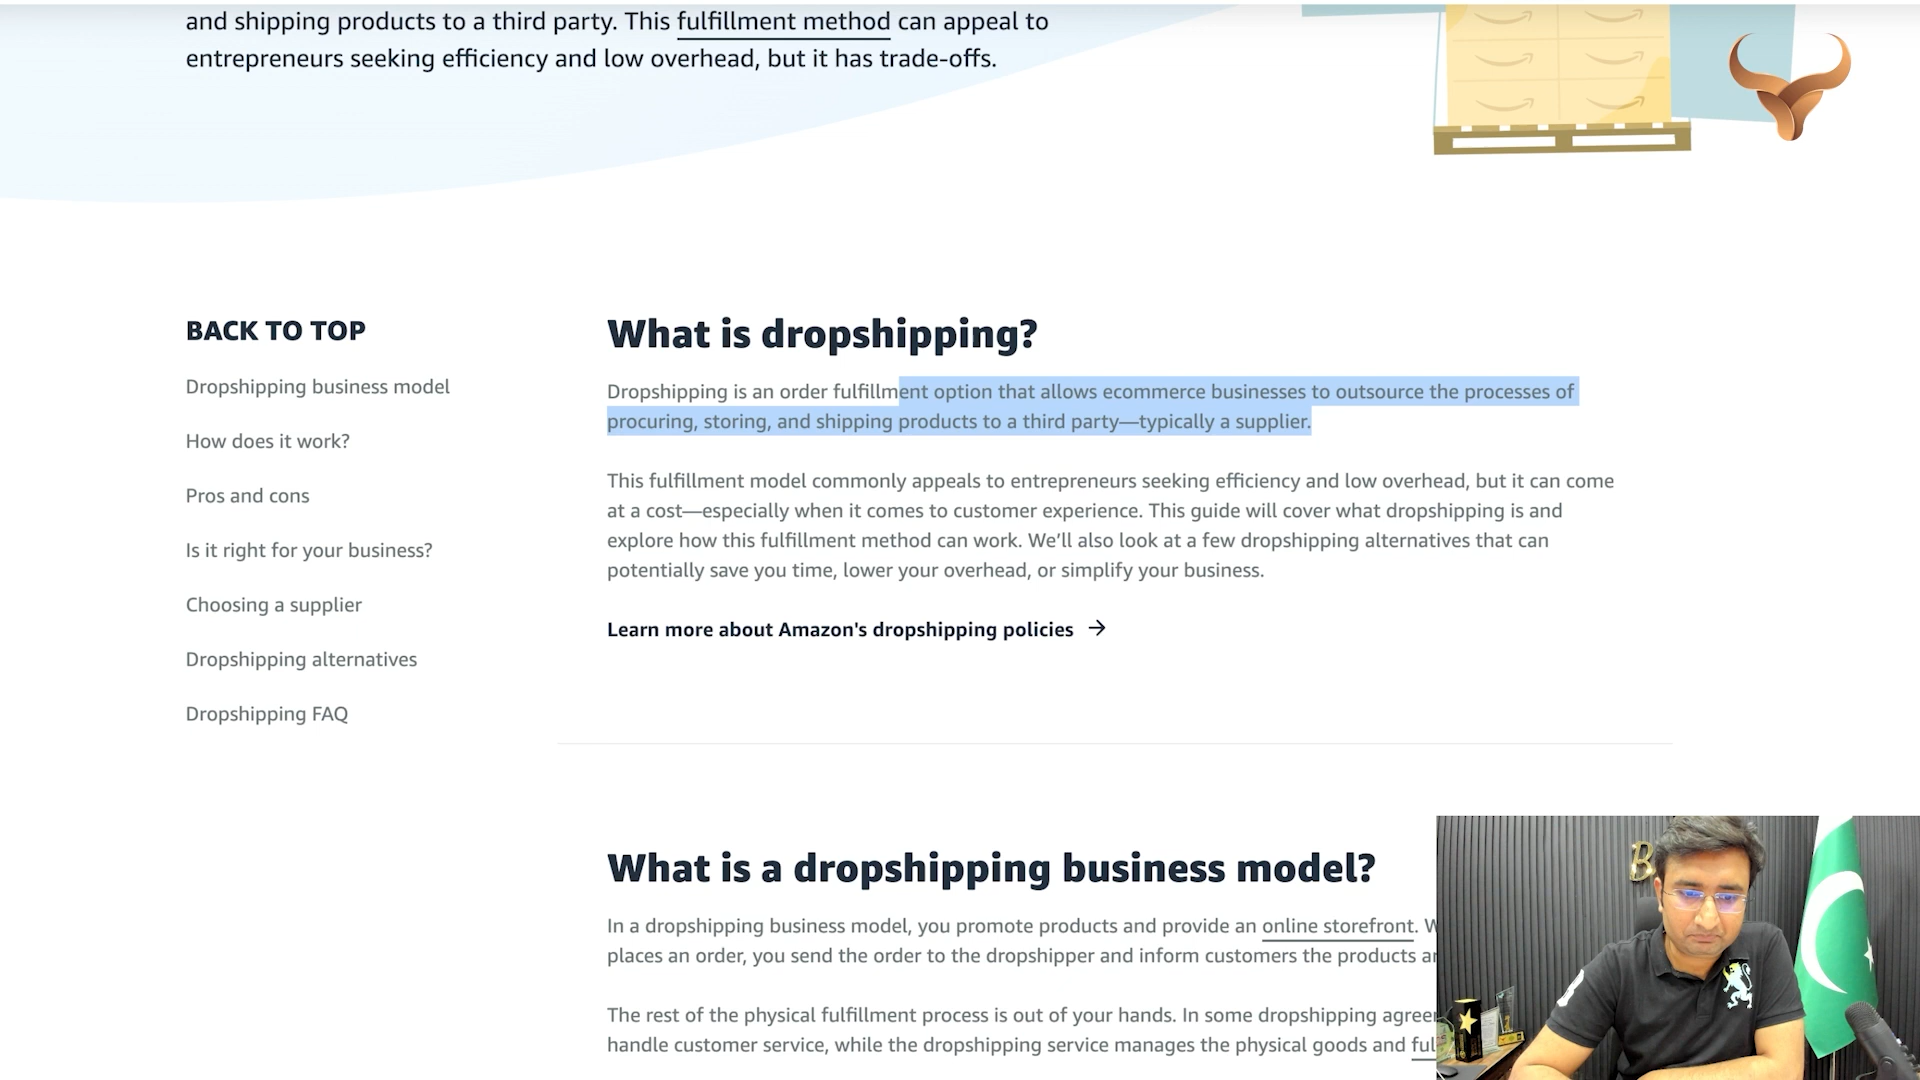 and shipping products to a third party. This fulfillment method can appeal to
entrepreneurs seeking efficiency and low overhead, but it has trade-offs.
BACK TO TOP
Dropshipping business model
How does it work?
Pros and cons
Is it right for your business?
Choosing a supplier
Dropshipping alternatives
Dropshipping FAQ
What is dropshipping?
Dropshipping is an order fulfillment option that allows ecommerce businesses to outsource the processes of
procuring, storing, and shipping products to a third party—typically a supplier.
This fulfillment model commonly appeals to entrepreneurs seeking efficiency and low overhead, but it can come
at a cost—especially when it comes to customer experience. This guide will cover what dropshipping is and
explore how this fulfillment method can work. We’ll also look at a few dropshipping alternatives that can
potentially save you time, lower your overhead, or simplify your business.
Learn more about Amazon's dropshipping policies
What is a dropshipping business model?
In a dropshipping business model, you promote products and provide an online storefront.
places an order, you send the order to the dropshipper and inform customers the products
The rest of the physical fulfillment process is out of your hands. In some dropshipping
handle customer service, while the dropshipping service manages the physical goods and
B